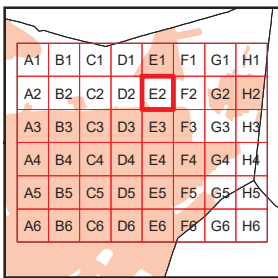 A1 B1 C1 D1 E1 F1 G1 H1
A2 B2 C2 D2 E2 F2 G2 H2
A3 B3 C3 D3 E3 F3 G3 H3
A4 B4 C4 D4 E4 F4 G4 H4
A5 B5 C5 D5 E5 F5 G5 H5
A6 B6 C6 D6 E6 F6 G6 H6